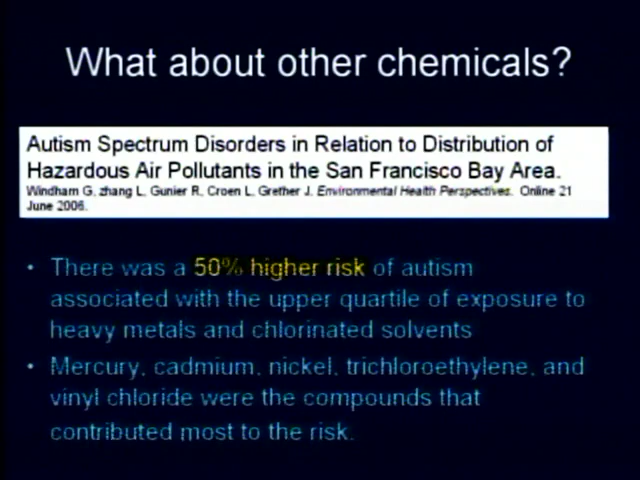 What about other chemicals?
Autism Spectrum Disorders in Relation to Distribution of
Hazardous Air Pollutants in the San Francisco Bay Area.
Windham G, zhang L, Gunier R, Croen L, Grether J. Environmental Health Perspectives. Online 21
June 2006.
• There was a 50% higher risk of autism
associated with the upper quartile of exposure to
heavy metals and chlorinated solvents
• Mercury, cadmium, nickel, trichloroethylene, and
vinyl chloride were the compounds that
contributed most to the risk.